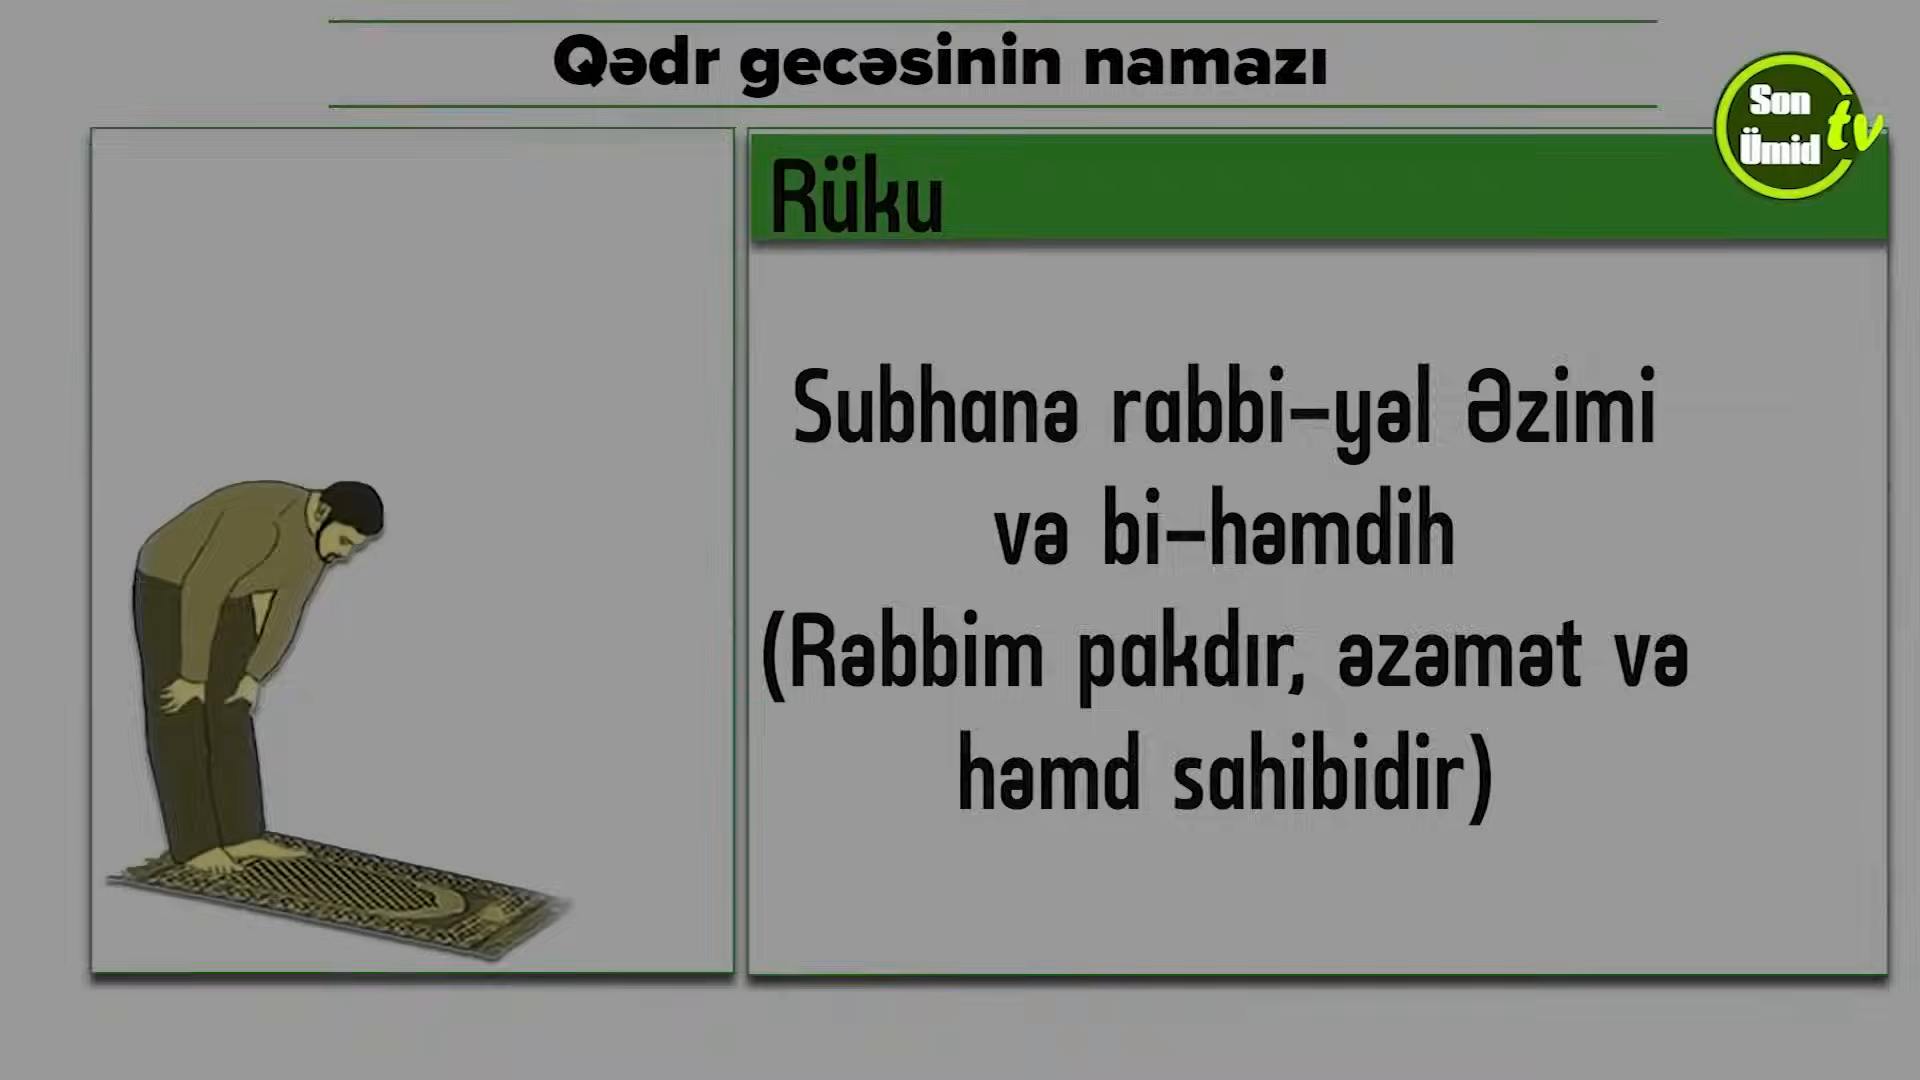 Qədr gecəsinin namazı
Son
Ümid
tv
Rüku
Subhanə rabbi-yəl Əzimi
və bi-həmdih
(Rəbbim pakdır, əzəmət və
həmd sahibidir)